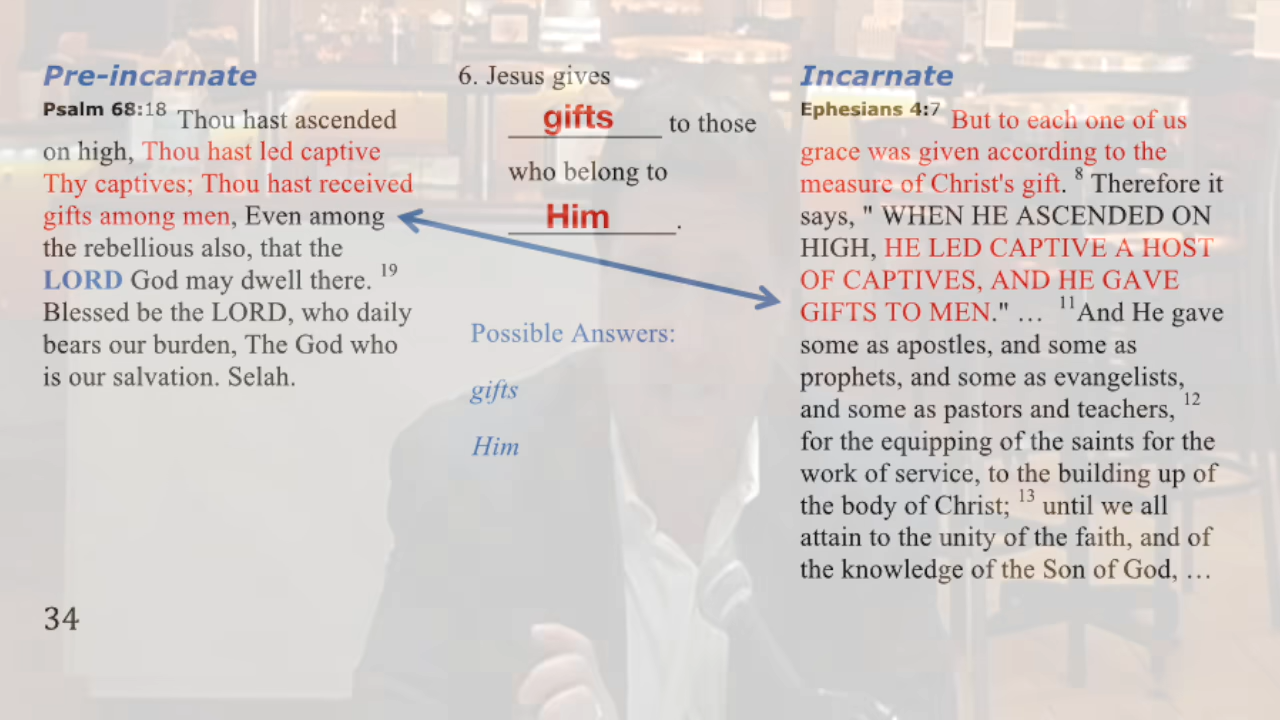 Pre-incarnate
Psalm 68:18 Thou hast ascended
on high, Thou hast led captive
Thy captives; Thou hast received
gifts among men, Even among
the rebellious also, that the
LORD God may dwell there. 19
Blessed be the LORD, who daily
bears our burden, The God who
is our salvation. Selah.
34
6. Jesus gives
gifts to those
who belong to
Him.
Possible Answers:
gifts
Him
Incarnate
Ephesians 4:7 But to each one of us
grace was given according to the
measure of Christ's gift. 8 Therefore it
says, " WHEN HE ASCENDED ON
HIGH, HE LED CAPTIVE A HOST
OF CAPTIVES, AND HE GAVE
GIFTS TO MEN." … 11And He gave
some as apostles, and some as
prophets, and some as evangelists,
and some as pastors and teachers, 12
for the equipping of the saints for the
work of service, to the building up of
the body of Christ; 13 until we all
attain to the unity of the faith, and of
the knowledge of the Son of God, …